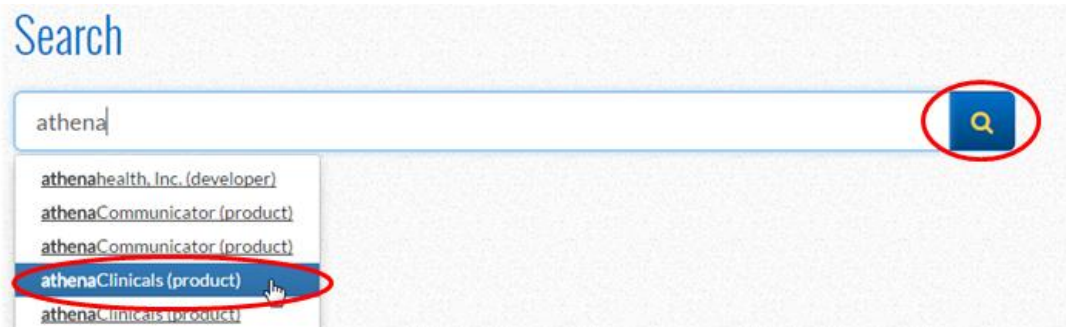 Search
athena
athenahealth, Inc. (developer)
athenaCommunicator (product)
athenaCommunicator (product)
athenaClinicals (product)
athenaClinicals (product)